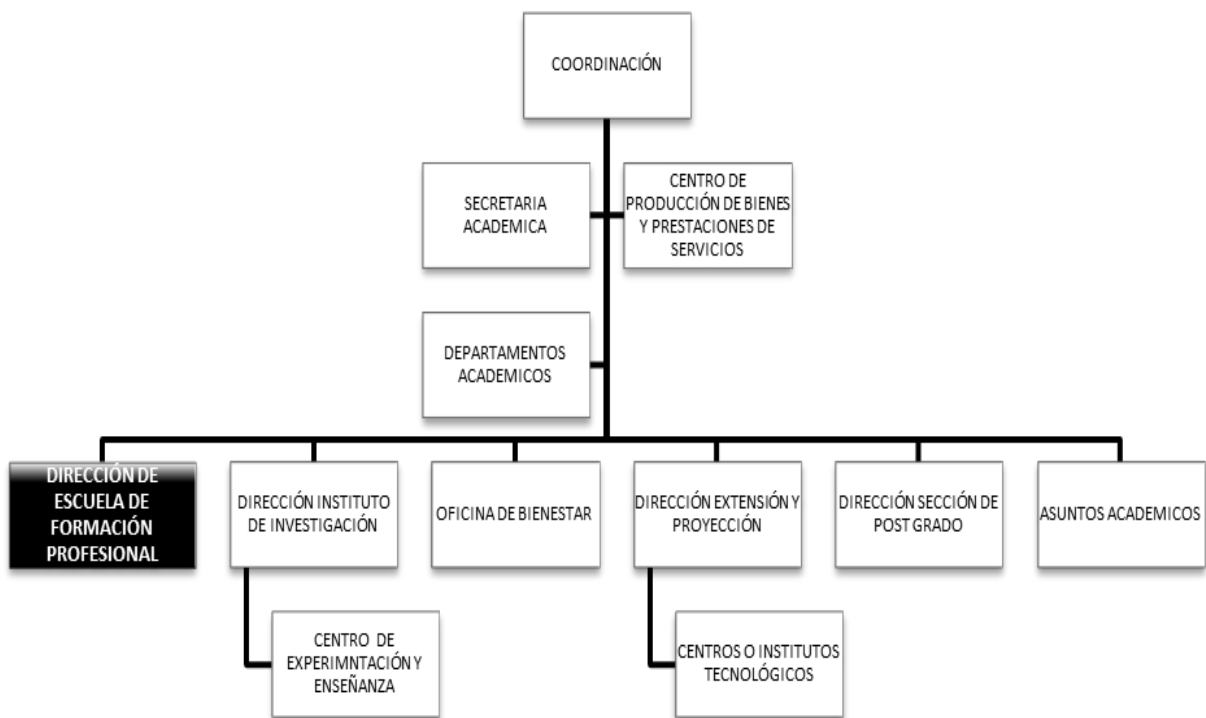 COORDINACIÓN
SECRETARIA
ACADEMICA
CENTRO DE
PRODUCCIÓN DE BIENES
Y PRESTACIONES DE
SERVICIOS
DEPARTAMENTOS
ACADEMICOS
DIRECCIÓN DE
ESCUELA DE
FORMACIÓN
PROFESIONAL
DIRECCIÓN INSTITUTO
DE INVESTIGACIÓN
OFICINA DE BIENESTAR
DIRECCIÓN EXTENSIÓN Y
PROYECCIÓN
DIRECCIÓN SECCIÓN DE
POST GRADO
ASUNTOS ACADEMICOS
CENTRO DE
EXPERIMNTACIÓN Y
ENSEÑANZA
CENTROS O INSTITUTOS
TECNOLÓGICOS